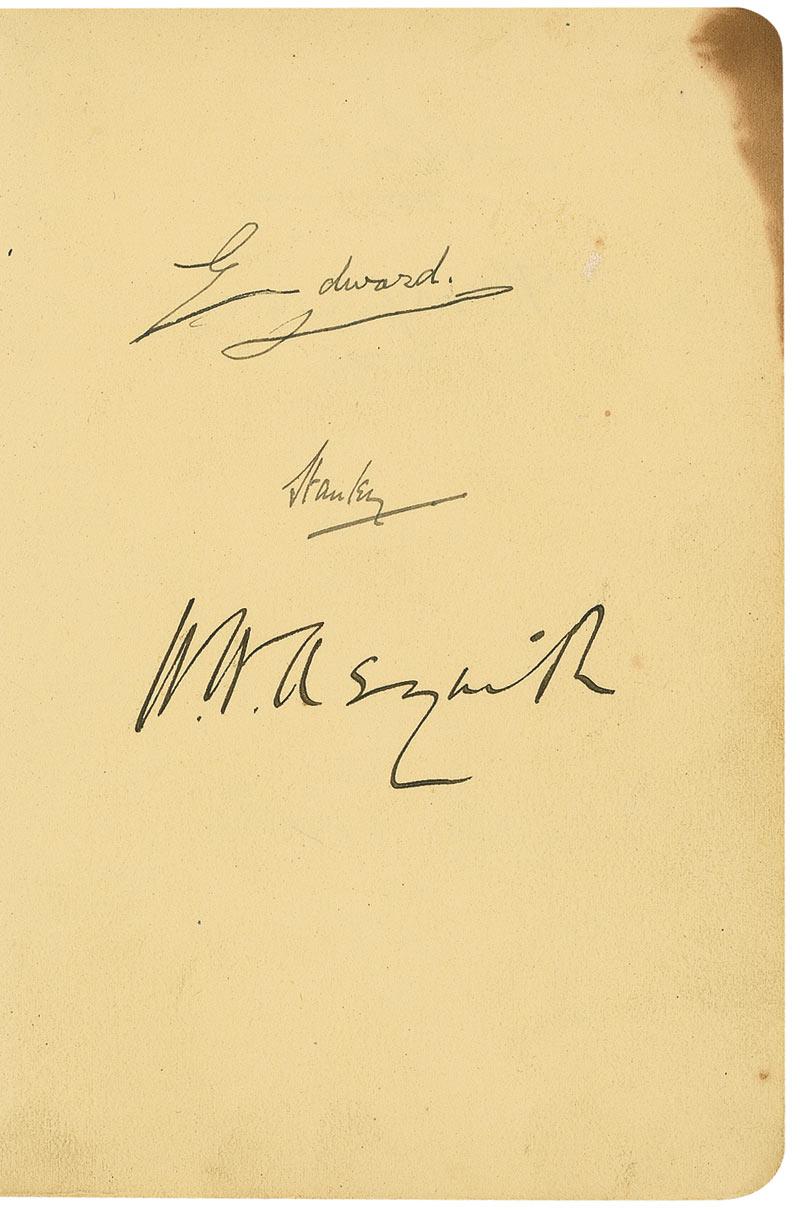 Edward.
Stanley
H. H. Asquith